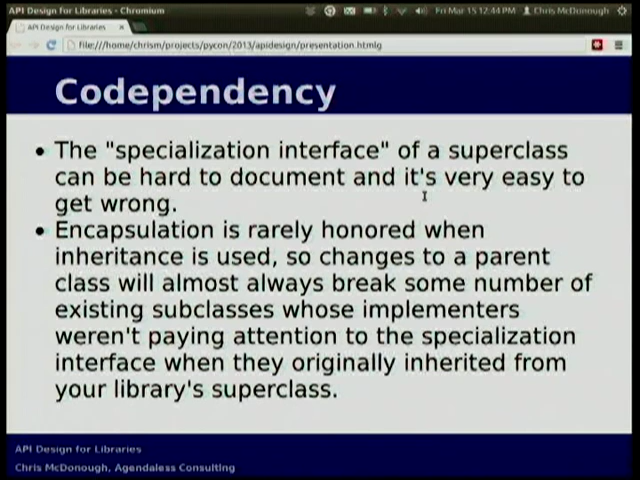 API Design for Libraries - Chromium
Fri Mar 15 12:44 PM
Chris McDonough
API Design for Libraries
file:///home/chrism/projects/pycon/2013/apidesign/presentation.html
Codependency
• The "specialization interface" of a superclass
can be hard to document and it's very easy to
get wrong.
• Encapsulation is rarely honored when
inheritance is used, so changes to a parent
class will almost always break some number of
existing subclasses whose implementers
weren't paying attention to the specialization
interface when they originally inherited from
your library's superclass.
API Design for Libraries
Chris McDonough, Agendaless Consulting